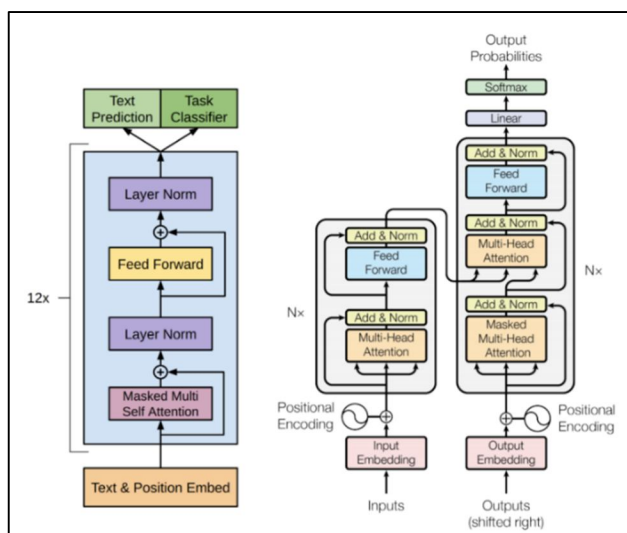 Text
Prediction
Task
Classifier
Layer Norm
Feed Forward
12x
Layer Norm
Masked Multi
Self Attention
Text & Position Embed
Output
Probabilities
Softmax
Linear
Add & Norm
Feed
Forward
Add & Norm
Multi-Head
Attention
Nx
Add & Norm
Masked
Multi-Head
Attention
Add & Norm
Feed
Forward
Nx
Add & Norm
Multi-Head
Attention
Positional
Encoding
Positional
Encoding
Input
Embedding
Output
Embedding
Inputs
Outputs
(shifted right)